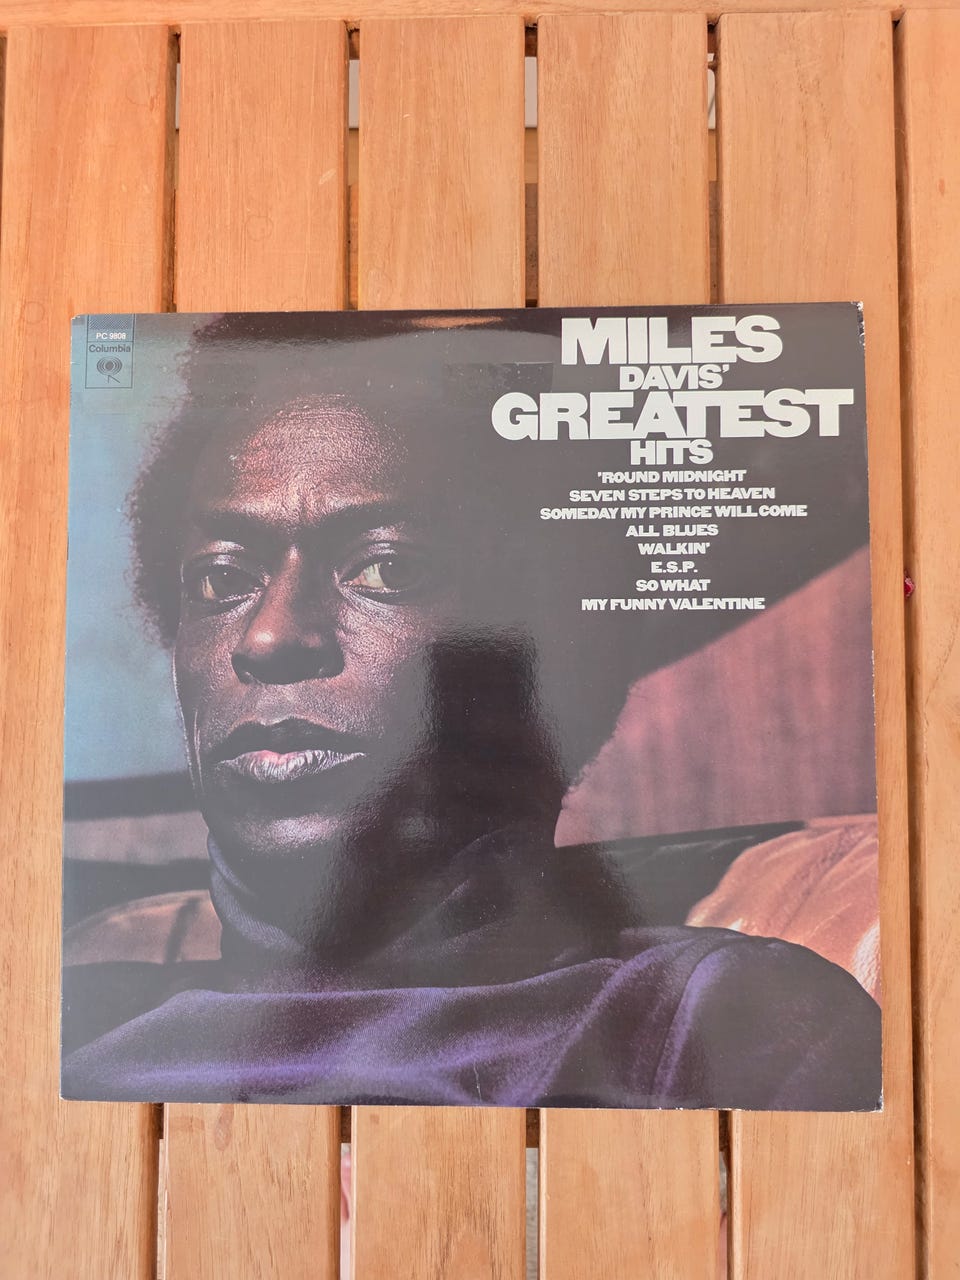 PC 9808
Columbia
MILES
DAVIS'
GREATEST
HITS
'ROUND MIDNIGHT
SEVEN STEPS TO HEAVEN
SOMEDAY MY PRINCE WILL COME
ALL BLUES
WALKIN'
E.S.P.
SO WHAT
MY FUNNY VALENTINE